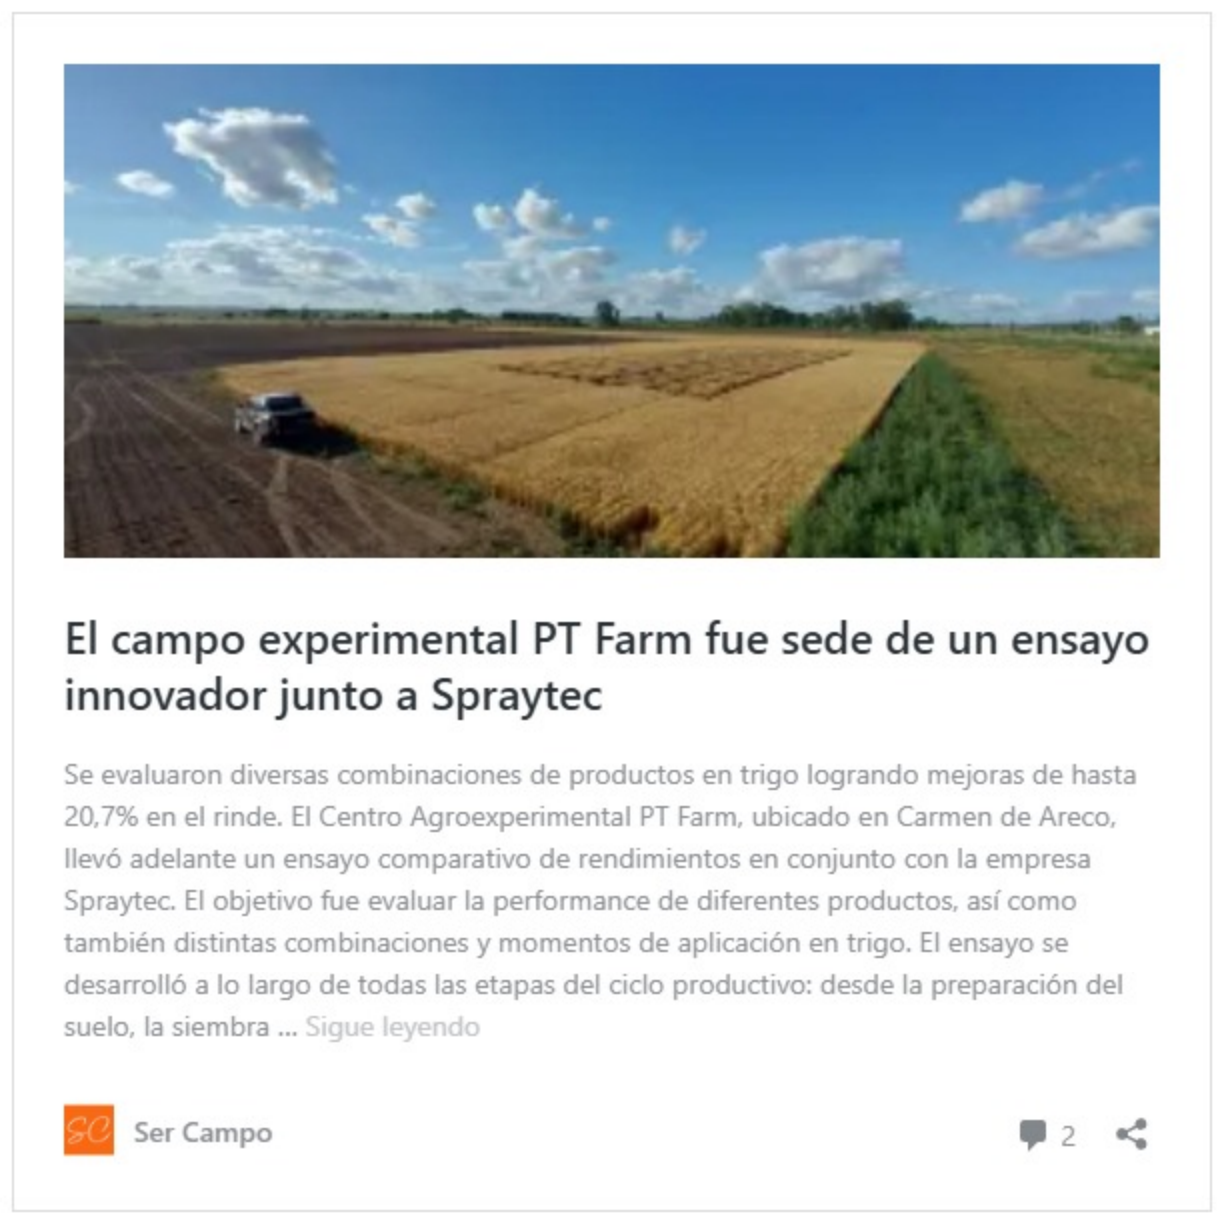 El campo experimental PT Farm fue sede de un ensayo
innovador junto a Spraytec
Se evaluaron diversas combinaciones de productos en trigo logrando mejoras de hasta
20,7% en el rinde. El Centro Agroexperimental PT Farm, ubicado en Carmen de Areco,
llevó adelante un ensayo comparativo de rendimientos en conjunto con la empresa
Spraytec. El objetivo fue evaluar la performance de diferentes productos, así como
también distintas combinaciones y momentos de aplicación en trigo. El ensayo se
desarrolló a lo largo de todas las etapas del ciclo productivo: desde la preparación del
suelo, la siembra ... Sigue leyendo
SC Ser Campo
2